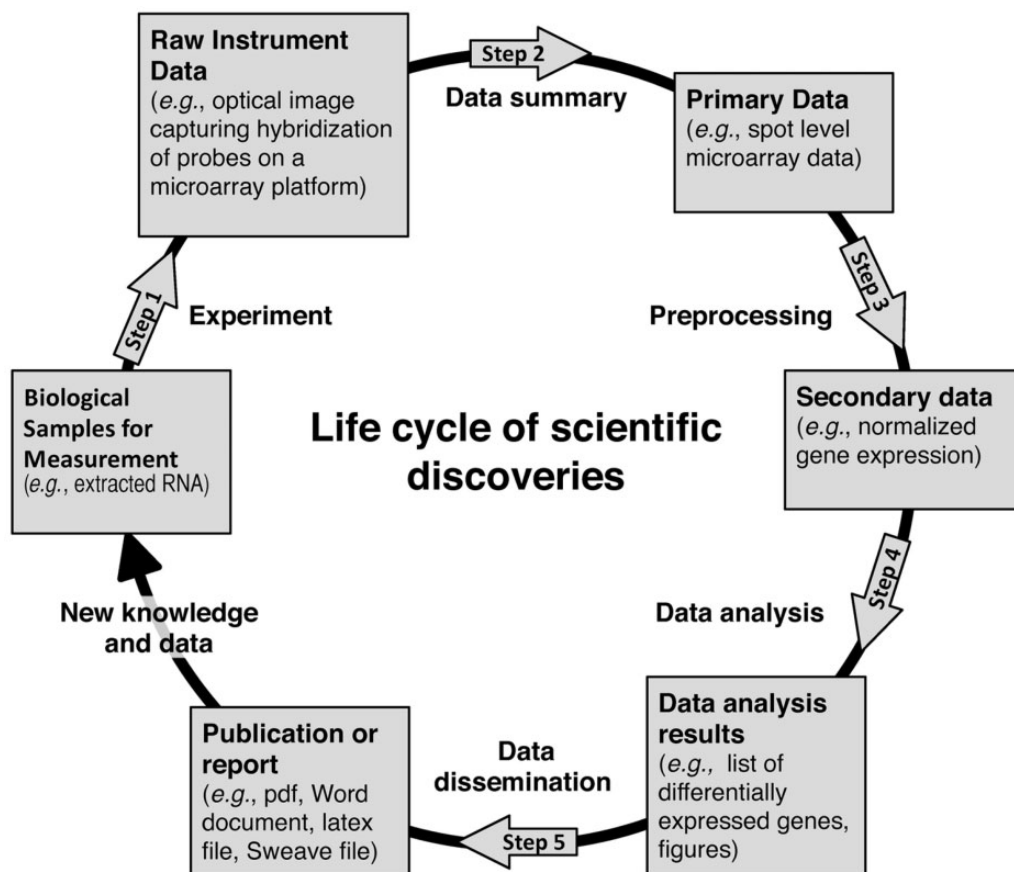 Raw Instrument
Data
(e.g., optical image
capturing hybridization
of probes on a
microarray platform)
Step 2
Data summary
Primary Data
(e.g., spot level
microarray data)
Step 1
Experiment
Step 3
Preprocessing
Biological
Samples for
Measurement
(e.g., extracted RNA)
Life cycle of scientific
discoveries
Secondary data
(e.g., normalized
gene expression)
Step 4
Data analysis
New knowledge
and data
Publication or
report
(e.g., pdf, Word
document, latex
file, Sweave file)
Data
dissemination
Step 5
Data analysis
results
(e.g., list of
differentially
expressed genes,
figures)